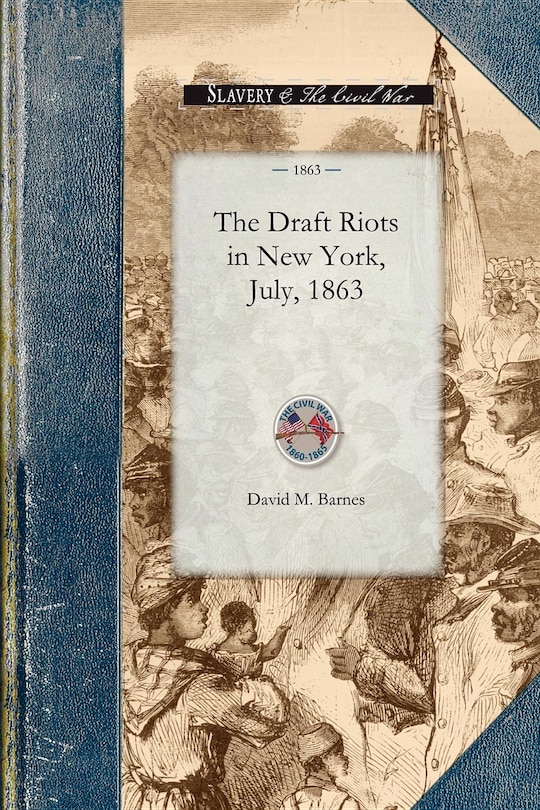 SLAVERY & The Civil War
— 1863 —
The Draft Riots
in New York,
July, 1863
THE CIVIL WAR
1860-1865
David M. Barnes